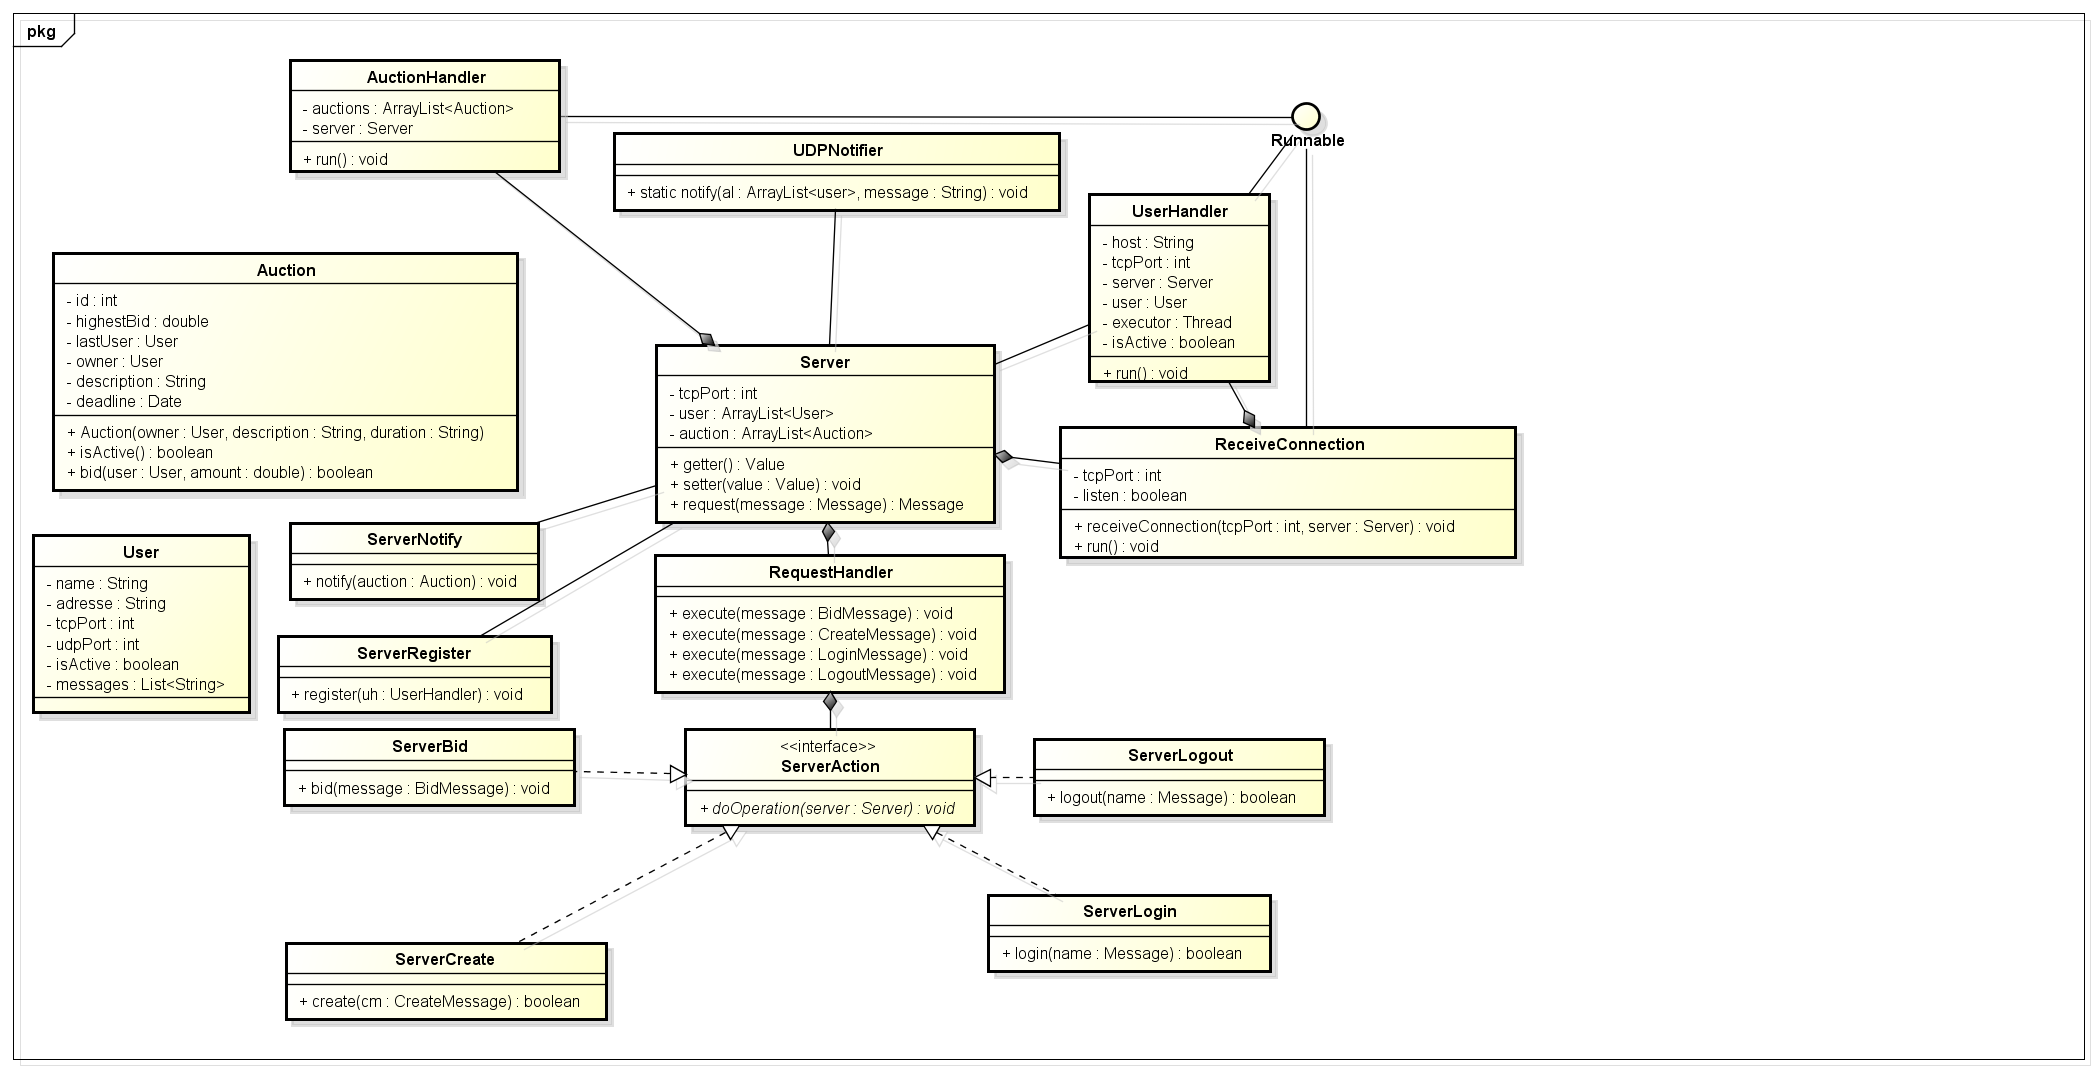 pkg
AuctionHandler
- auctions : ArrayList<Auction>
- server : Server
+ run() : void
Runnable
UDPNotifier
+ static notify(al : ArrayList<user>, message : String) : void
UserHandler
- host : String
- tcpPort : int
- server : Server
- user : User
- executor : Thread
- isActive : boolean
+ run() : void
Auction
- id : int
- highestBid : double
- lastUser : User
- owner : User
- description : String
- deadline : Date
+ Auction(owner : User, description : String, duration : String)
+ isActive() : boolean
+ bid(user : User, amount : double) : boolean
Server
- tcpPort : int
- user : ArrayList<User>
- auction : ArrayList<Auction>
+ getter() : Value
+ setter(value : Value) : void
+ request(message : Message) : Message
ReceiveConnection
- tcpPort : int
- listen : boolean
+ receiveConnection(tcpPort : int, server : Server) : void
+ run() : void
ServerNotify
+ notify(auction : Auction) : void
User
- name : String
- adresse : String
- tcpPort : int
- udpPort : int
- isActive : boolean
- messages : List<String>
RequestHandler
+ execute(message : BidMessage) : void
+ execute(message : CreateMessage) : void
+ execute(message : LoginMessage) : void
+ execute(message : LogoutMessage) : void
ServerRegister
+ register(uh : UserHandler) : void
ServerBid
+ bid(message : BidMessage) : void
<<interface>>
ServerAction
+ doOperation(server : Server) : void
ServerLogout
+ logout(name : Message) : boolean
ServerLogin
+ login(name : Message) : boolean
ServerCreate
+ create(cm : CreateMessage) : boolean